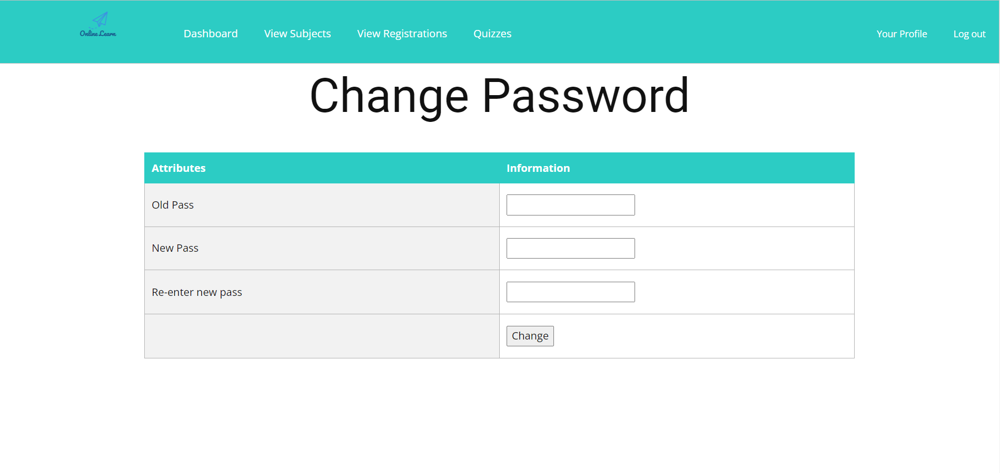 Online Learn
Dashboard View Subjects View Registrations Quizzes Your Profile Log out
Change Password
Attributes Information
Old Pass
New Pass
Re-enter new pass
Change